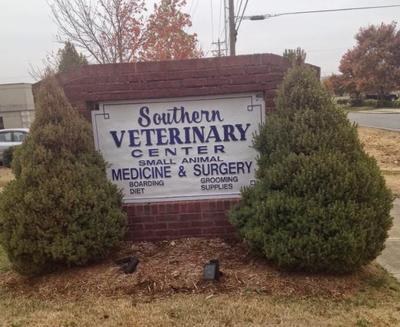 Southern
VETERINARY
CENTER
SMALL ANIMAL
MEDICINE & SURGERY
BOARDING GROOMING
DIET SUPPLIES